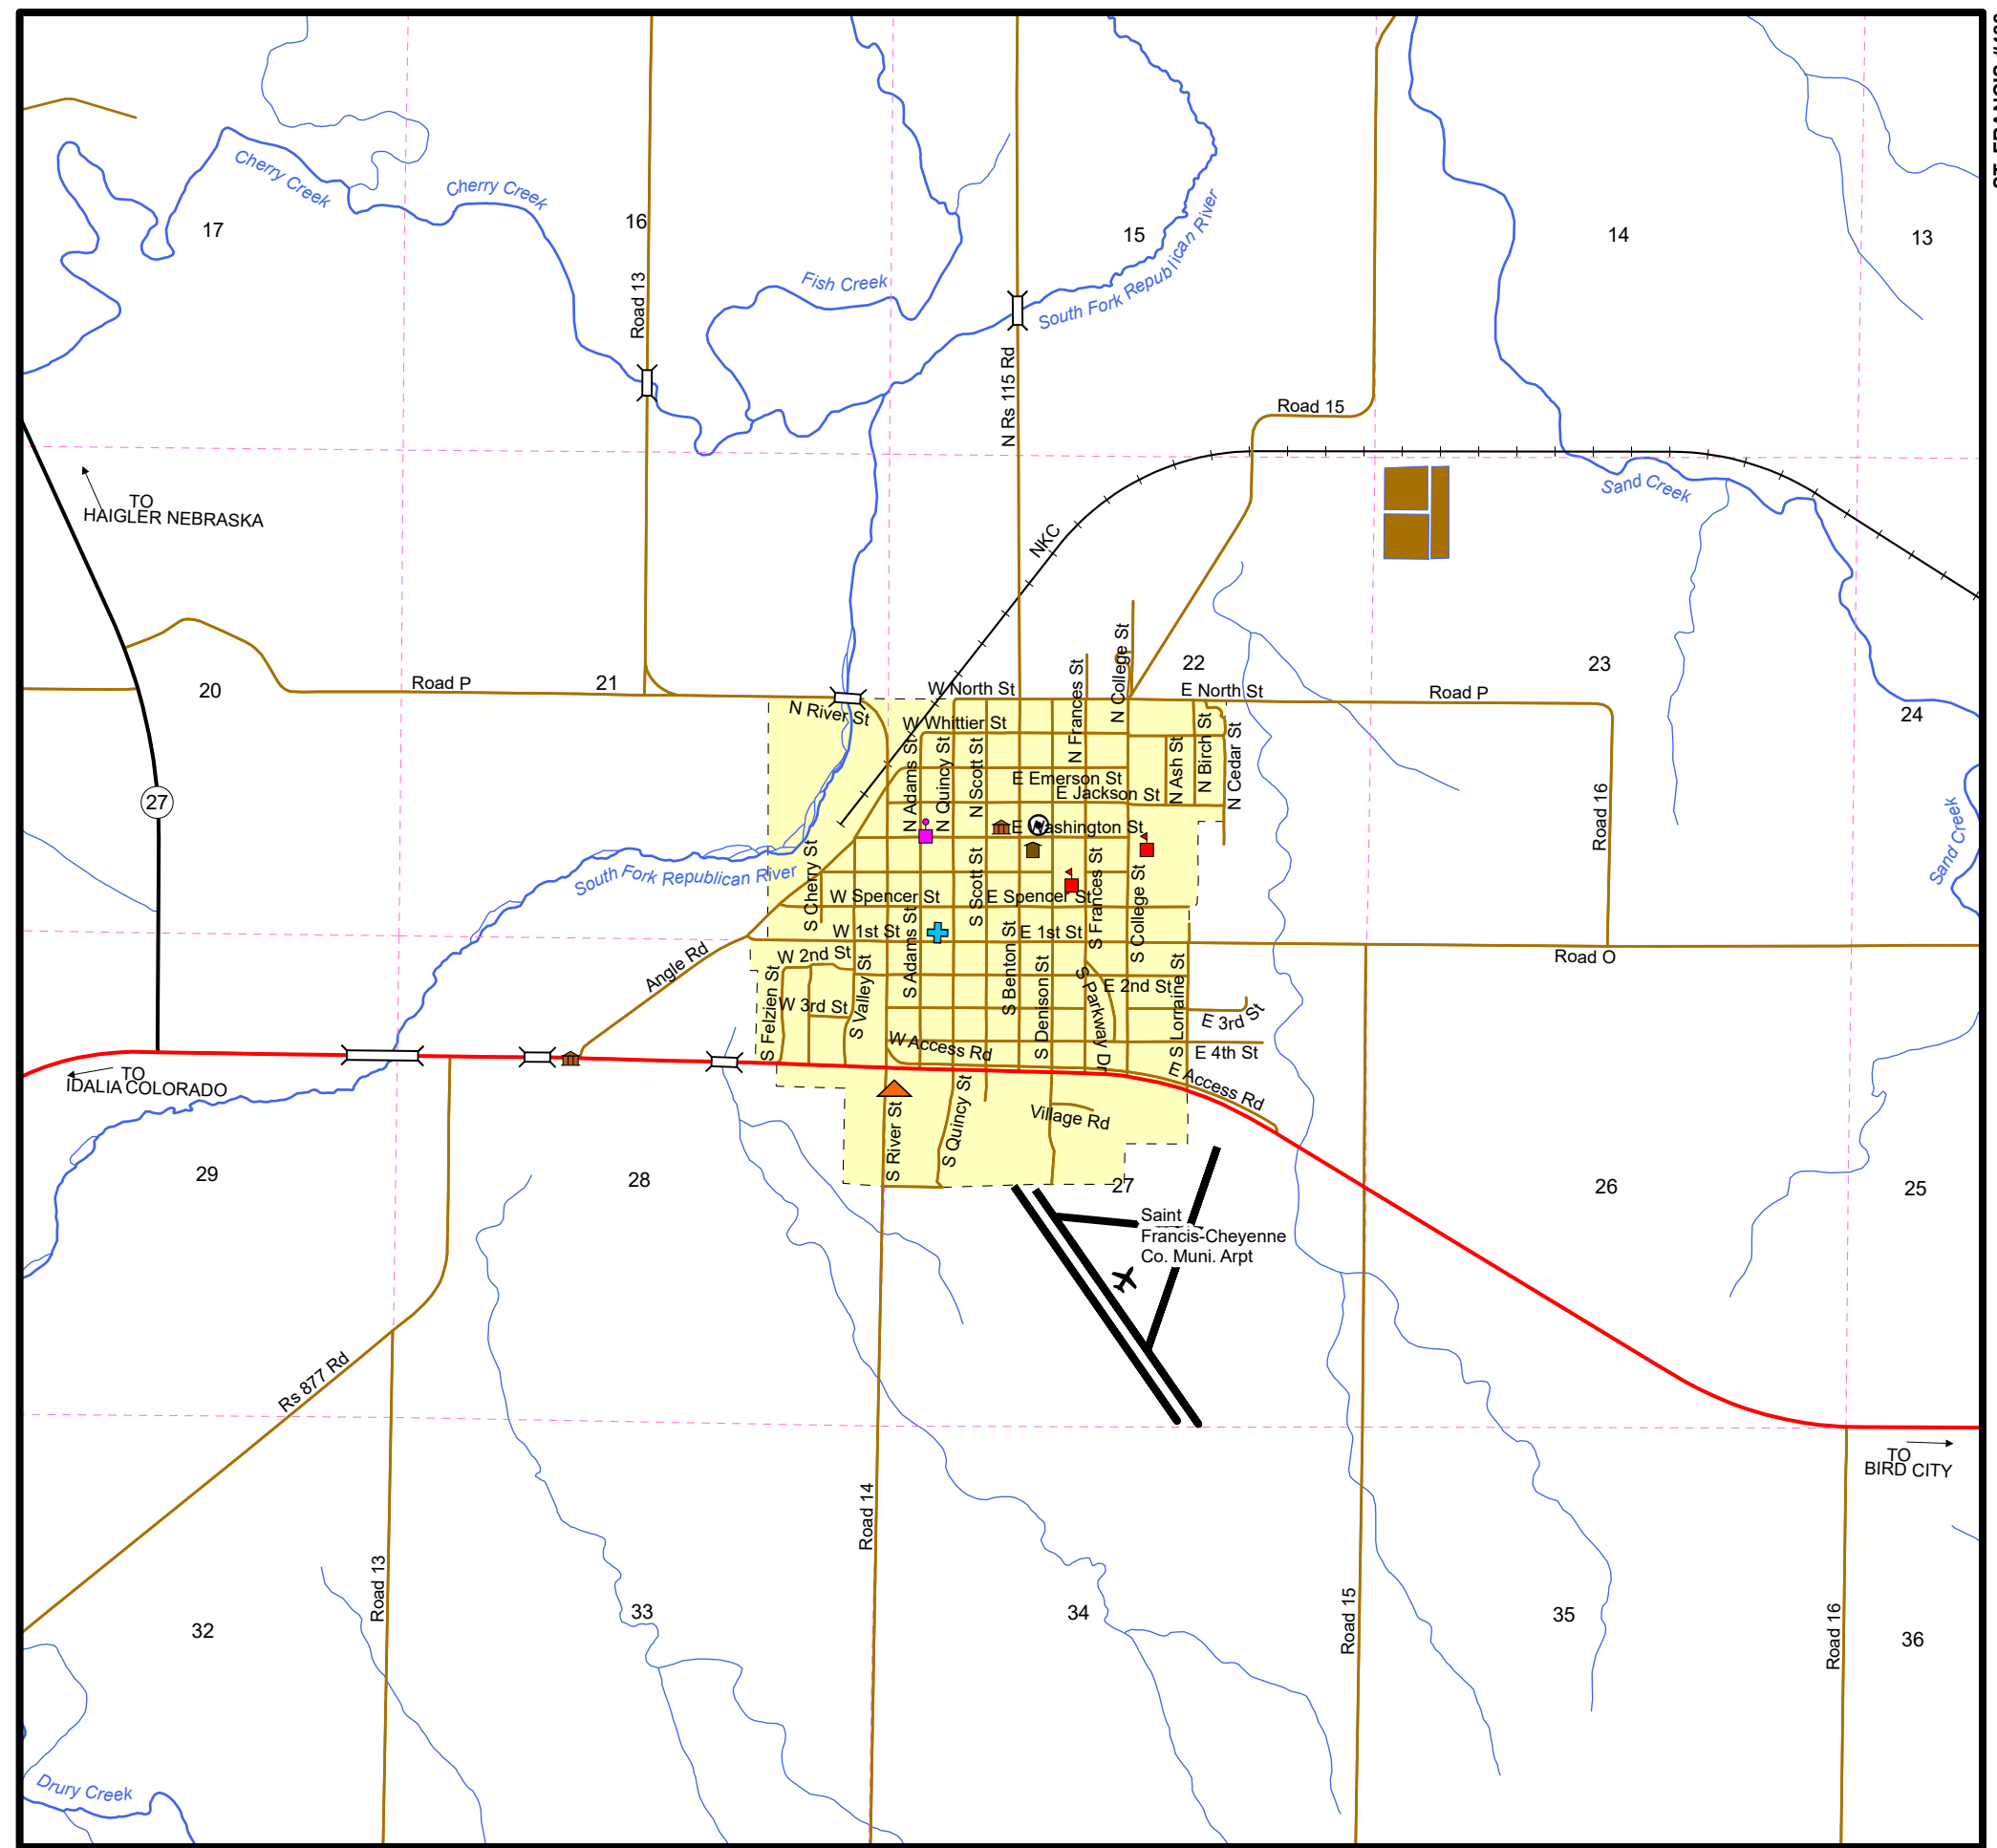 Cherry Creek
Cherry Creek
17
16
15
14
13
Road 13
Fish Creek
South Fork Republican River
N Rs 115 Rd
Road 15
TO
HAIGLER NEBRASKA
NKC
Sand Creek
20
Road P
21
22
23
24
W North St
E North St
Road P
N River St
W Whittier St
N Frances St
N College St
N Adams St
N Quincy St
N Scott St
E Emerson St
E Jackson St
N Ash St
N Birch St
N Cedar St
27
E Washington St
Road 16
Sand Creek
South Fork Republican River
S Cherry St
S Scott St
S Frances St
S College St
W Spencer St
E Spencer St
W 1st St
E 1st St
Angle Rd
W 2nd St
S Adams St
S Benton St
E 2nd St
Road O
S Felzien St
W 3rd St
S Valley St
S Denison St
S Parkway Dr
S Lorraine St
E 3rd St
W Access Rd
E 4th St
E Access Rd
TO
IDALIA COLORADO
S River St
S Quincy St
Village Rd
29
28
27
26
25
Saint
Francis-Cheyenne
Co. Muni. Arpt
Rs 877 Rd
TO
BIRD CITY
Road 14
Road 13
Road 15
Road 16
32
33
34
35
36
Drury Creek